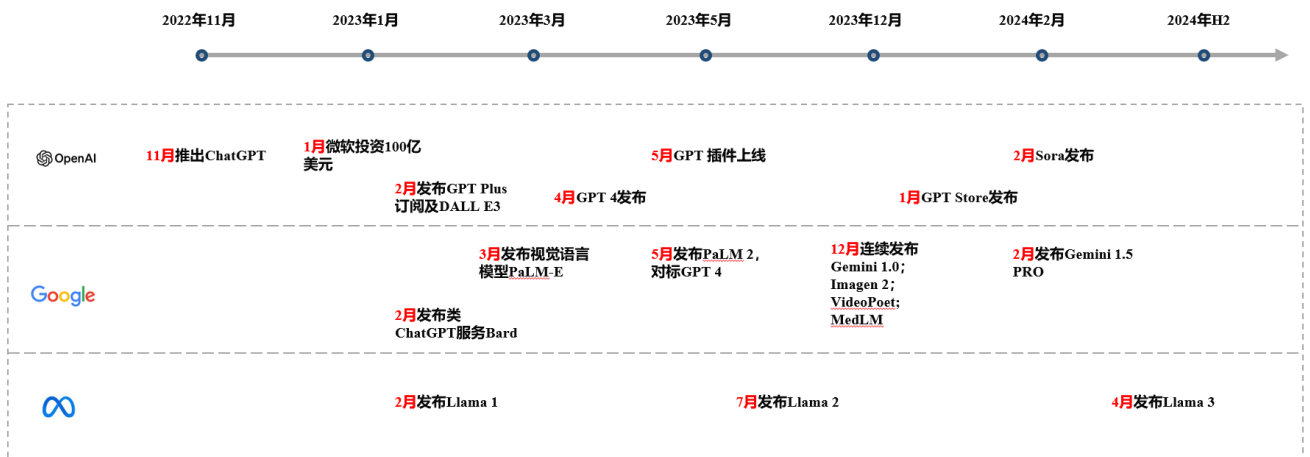 2022年11月
2023年1月
2023年3月
2023年5月
2023年12月
2024年2月
2024年H2
OpenAI
11月推出ChatGPT
1月微软投资100亿
美元
2月发布GPT Plus
订阅及DALL E3
4月GPT 4发布
5月GPT 插件上线
1月GPT Store发布
2月Sora发布
Google
3月发布视觉语言
模型PaLM-E
2月发布类
ChatGPT服务Bard
5月发布PaLM 2，
对标GPT 4
12月连续发布
Gemini 1.0；
Imagen 2；
VideoPoet;
MedLM
2月发布Gemini 1.5
PRO
2月发布Llama 1
7月发布Llama 2
4月发布Llama 3